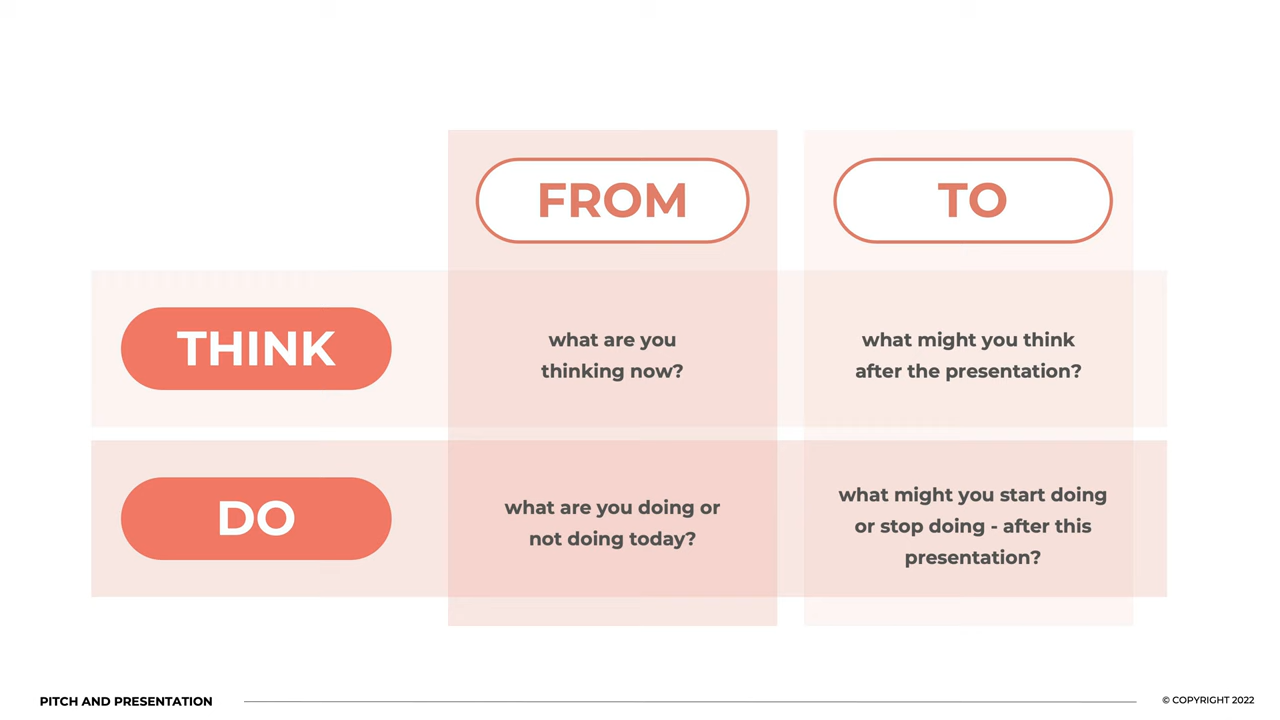 FROM
TO
THINK
what are you
thinking now?
what might you think
after the presentation?
DO
what are you doing or
not doing today?
what might you start doing
or stop doing - after this
presentation?
PITCH AND PRESENTATION
© COPYRIGHT 2022